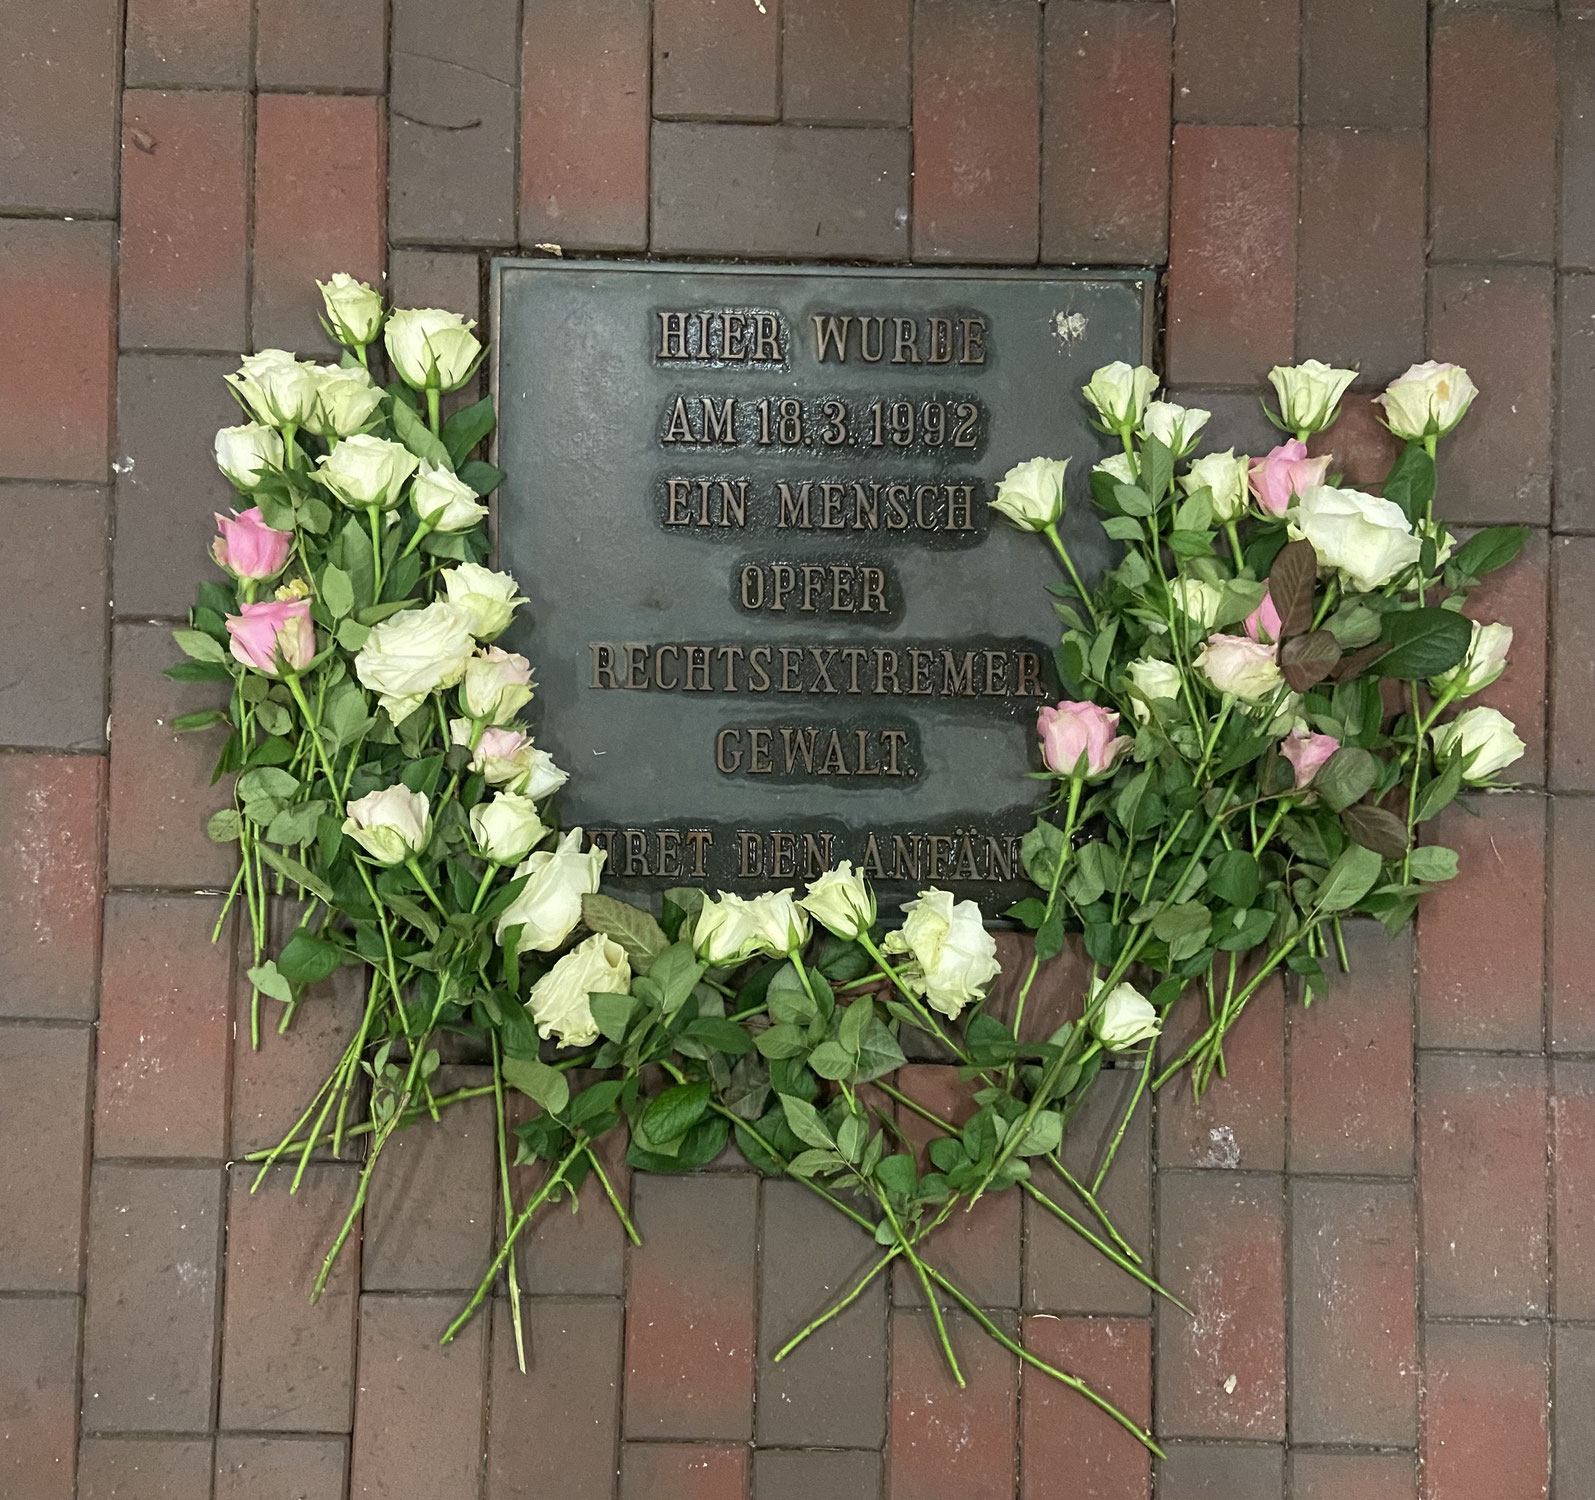 HIER WURDE
AM 18.3.1992
EIN MENSCH
OPFER
RECHTSEXTREMER
GEWALT.
DEN